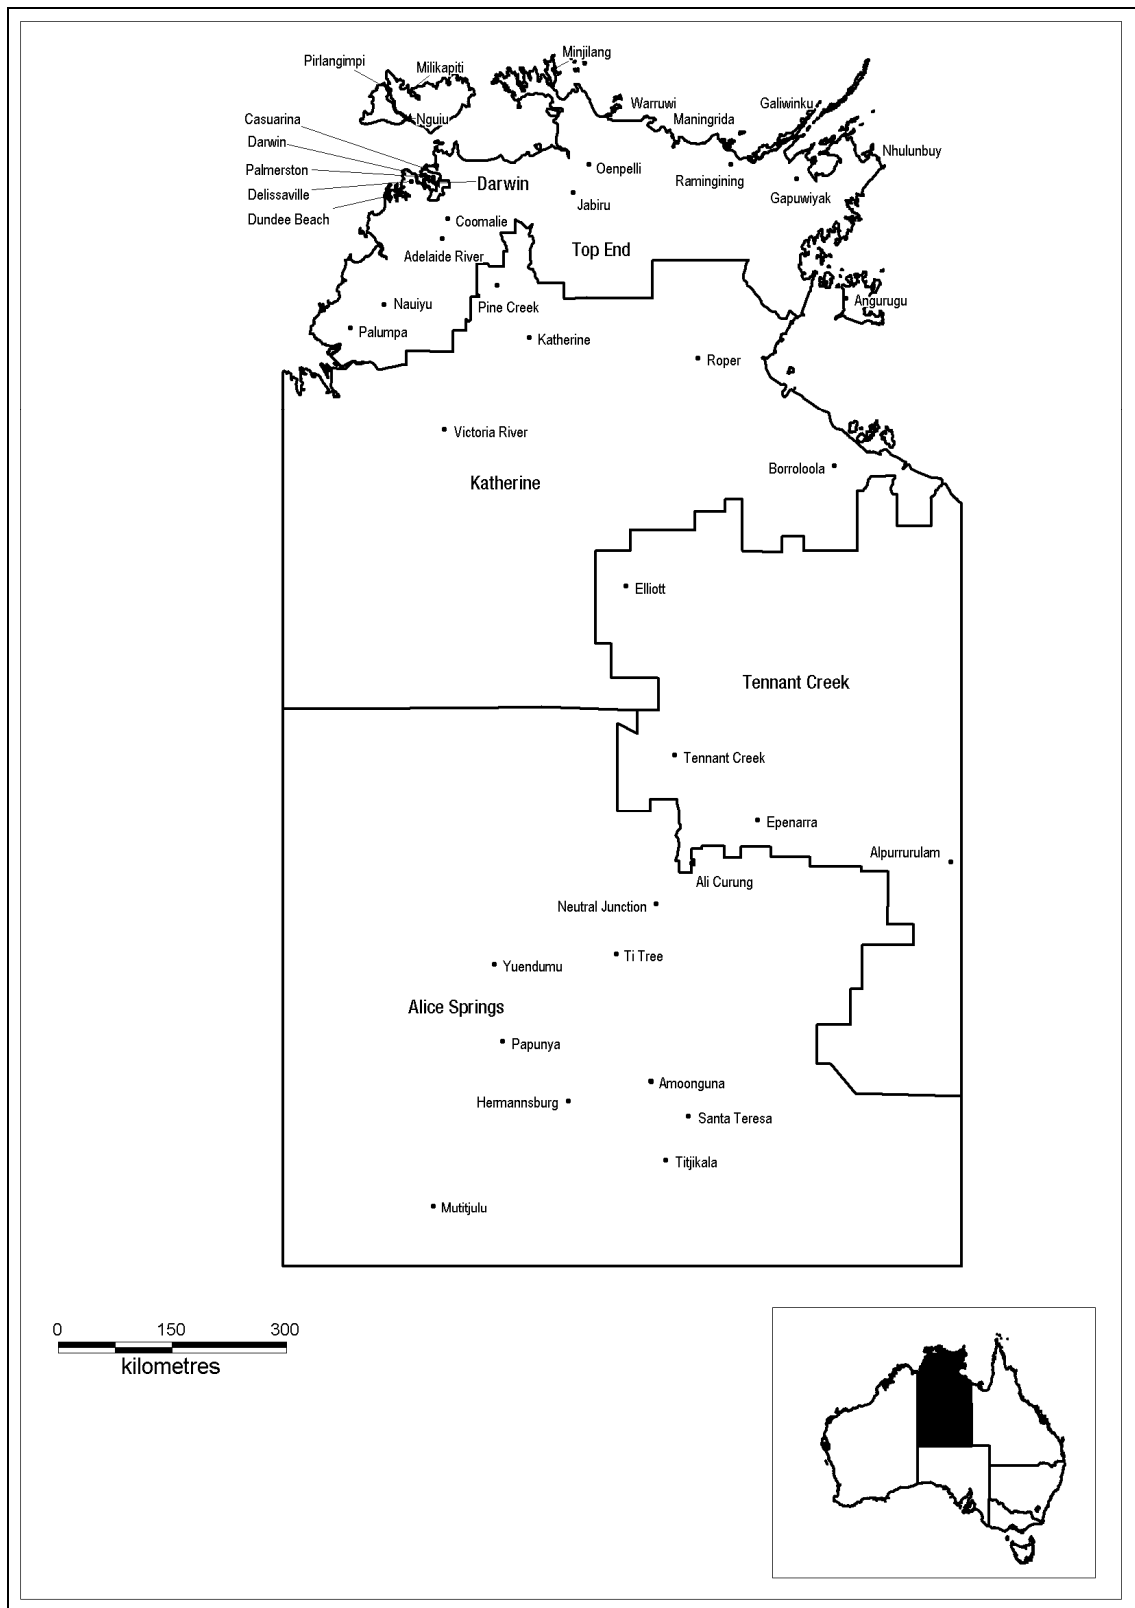 Minjilang
Pirlangimpi
Milikapiti
Warruwi
Galiwinku
Nguiu
Casuarina
Maningrida
Darwin
Nhulunbuy
Palmerston
Oenpelli
Ramingining
Darwin
Delissaville
Gapuwiyak
Jabiru
Dundee Beach
Coomalie
Top End
Adelaide River
Angurugu
Nauiyu
Pine Creek
Palumpa
Katherine
Roper
Victoria River
Borroloola
Katherine
Elliott
Tennant Creek
Tennant Creek
Epenarra
Alpurrurulam
Ali Curung
Neutral Junction
Ti Tree
Yuendumu
Alice Springs
Papunya
Amoonguna
Hermannsburg
Santa Teresa
Titjikala
Mutitjulu
0 150 300
kilometres